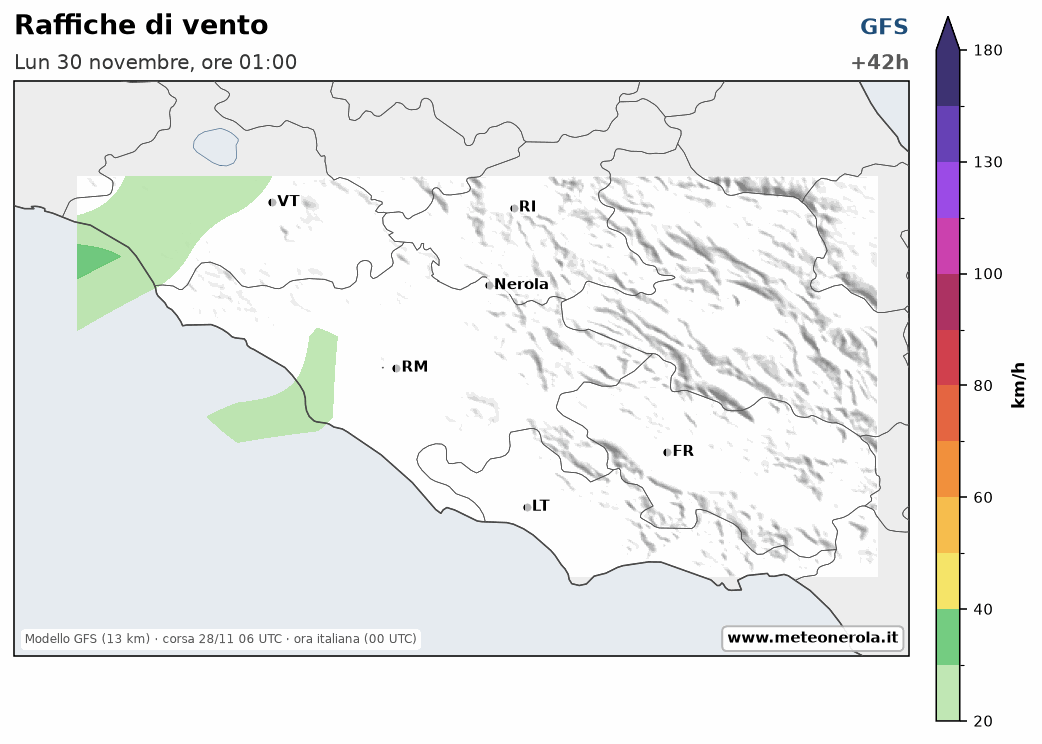 Raffiche di vento
GFS
Lun 30 novembre, ore 01:00
+42h
180
130
100
80
60
40
20
km/h
VT
RI
Nerola
RM
FR
LT
Modello GFS (13 km) · corsa 28/11 06 UTC · ora italiana (00 UTC)
www.meteonerola.it